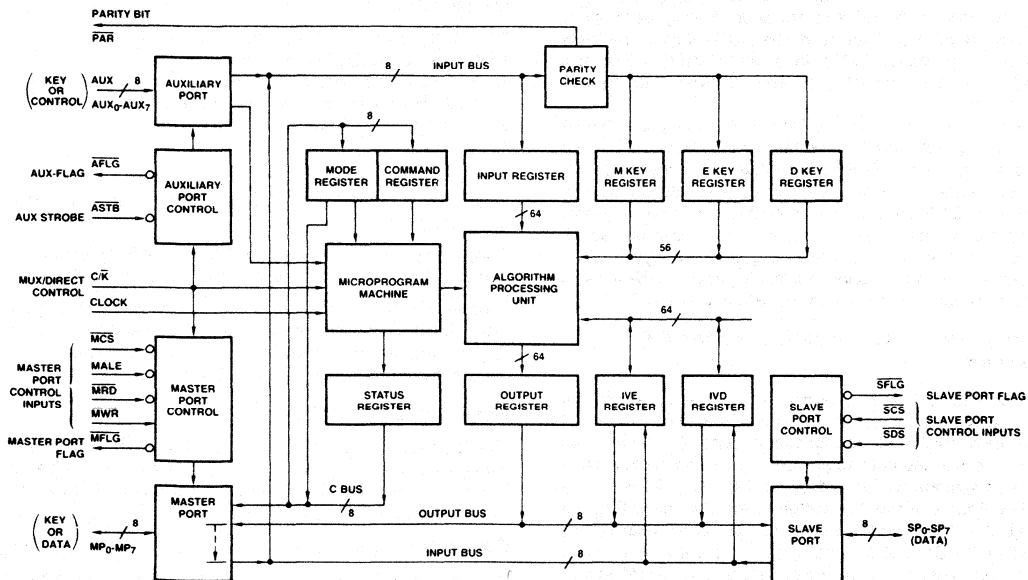 PARITY BIT
PAR
(KEY OR CONTROL)
AUX
8
AUX0-AUX7
AUXILIARY PORT
8
INPUT BUS
PARITY CHECK
8
AFLG
AUX-FLAG
ASTB
AUX STROBE
AUXILIARY PORT CONTROL
MODE REGISTER
COMMAND REGISTER
INPUT REGISTER
M KEY REGISTER
E KEY REGISTER
D KEY REGISTER
64
56
C/K
MUX/DIRECT CONTROL
CLOCK
MICROPROGRAM MACHINE
ALGORITHM PROCESSING UNIT
64
64
MCS
MALE
MRD
MWR
MASTER PORT CONTROL INPUTS
MFLG
MASTER PORT FLAG
MASTER PORT CONTROL
STATUS REGISTER
OUTPUT REGISTER
IVE REGISTER
IVD REGISTER
SLAVE PORT CONTROL
SFLG
SLAVE PORT FLAG
SCS
SDS
SLAVE PORT CONTROL INPUTS
C BUS
8
(KEY OR DATA)
8
MP0-MP7
MASTER PORT
OUTPUT BUS
8
INPUT BUS
8
SLAVE PORT
8
SP0-SP7
(DATA)